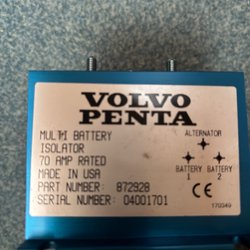 VOLVO
PENTA
MULTI BATTERY
ISOLATOR
70 AMP RATED
MADE IN USA
PART NUMBER: 872928
SERIAL NUMBER: 04001701
ALTERNATOR
BATTERY BATTERY
1 2
CE
170349